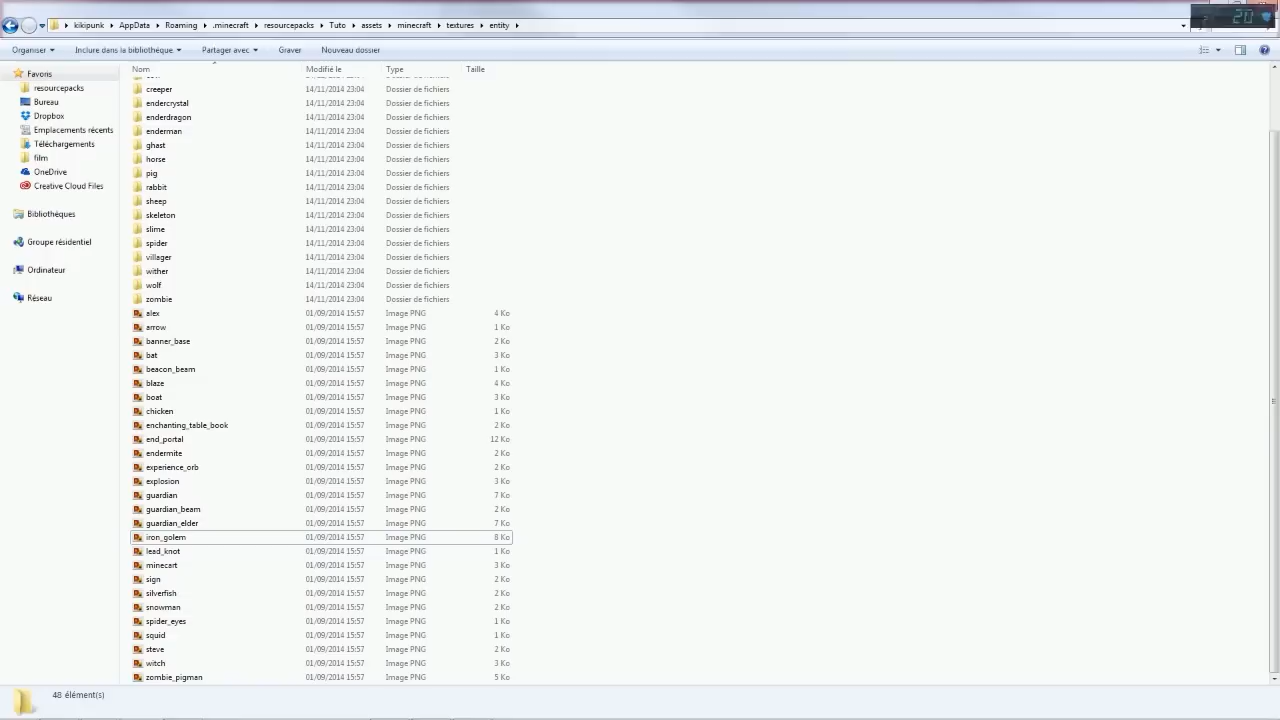 kikipunk ▸ AppData ▸ Roaming ▸ .minecraft ▸ resourcepacks ▸ Tuto ▸ assets ▸ minecraft ▸ textures ▸ entity ▸
20
Organiser Inclure dans la bibliothèque Partager avec Graver Nouveau dossier
Nom Modifié le Type Taille
Favoris
resourcepacks
Bureau
Dropbox
Emplacements récents
Téléchargements
film
OneDrive
Creative Cloud Files
Bibliothèques
Groupe résidentiel
Ordinateur
Réseau
creeper 14/11/2014 23:04 Dossier de fichiers
endercrystal 14/11/2014 23:04 Dossier de fichiers
enderdragon 14/11/2014 23:04 Dossier de fichiers
enderman 14/11/2014 23:04 Dossier de fichiers
ghast 14/11/2014 23:04 Dossier de fichiers
horse 14/11/2014 23:04 Dossier de fichiers
pig 14/11/2014 23:04 Dossier de fichiers
rabbit 14/11/2014 23:04 Dossier de fichiers
sheep 14/11/2014 23:04 Dossier de fichiers
skeleton 14/11/2014 23:04 Dossier de fichiers
slime 14/11/2014 23:04 Dossier de fichiers
spider 14/11/2014 23:04 Dossier de fichiers
villager 14/11/2014 23:04 Dossier de fichiers
wither 14/11/2014 23:04 Dossier de fichiers
wolf 14/11/2014 23:04 Dossier de fichiers
zombie 14/11/2014 23:04 Dossier de fichiers
alex 01/09/2014 15:57 Image PNG 4 Ko
arrow 01/09/2014 15:57 Image PNG 1 Ko
banner_base 01/09/2014 15:57 Image PNG 2 Ko
bat 01/09/2014 15:57 Image PNG 3 Ko
beacon_beam 01/09/2014 15:57 Image PNG 1 Ko
blaze 01/09/2014 15:57 Image PNG 4 Ko
boat 01/09/2014 15:57 Image PNG 3 Ko
chicken 01/09/2014 15:57 Image PNG 1 Ko
enchanting_table_book 01/09/2014 15:57 Image PNG 2 Ko
end_portal 01/09/2014 15:57 Image PNG 12 Ko
endermite 01/09/2014 15:57 Image PNG 2 Ko
experience_orb 01/09/2014 15:57 Image PNG 2 Ko
explosion 01/09/2014 15:57 Image PNG 3 Ko
guardian 01/09/2014 15:57 Image PNG 7 Ko
guardian_beam 01/09/2014 15:57 Image PNG 2 Ko
guardian_elder 01/09/2014 15:57 Image PNG 7 Ko
iron_golem 01/09/2014 15:57 Image PNG 8 Ko
lead_knot 01/09/2014 15:57 Image PNG 1 Ko
minecart 01/09/2014 15:57 Image PNG 3 Ko
sign 01/09/2014 15:57 Image PNG 2 Ko
silverfish 01/09/2014 15:57 Image PNG 2 Ko
snowman 01/09/2014 15:57 Image PNG 2 Ko
spider_eyes 01/09/2014 15:57 Image PNG 1 Ko
squid 01/09/2014 15:57 Image PNG 1 Ko
steve 01/09/2014 15:57 Image PNG 2 Ko
witch 01/09/2014 15:57 Image PNG 3 Ko
zombie_pigman 01/09/2014 15:57 Image PNG 5 Ko
48 élément(s)